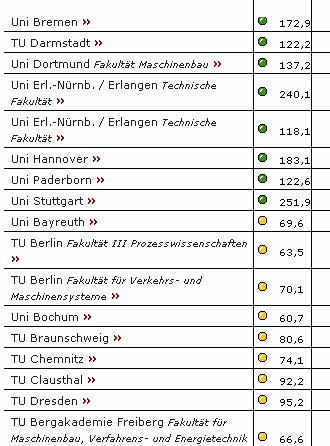 Uni Bremen » 172,9
TU Darmstadt » 122,2
Uni Dortmund Fakultät Maschinenbau » 137,2
Uni Erl.-Nürnb. / Erlangen Technische
Fakultät » 240,1
Uni Erl.-Nürnb. / Erlangen Technische
Fakultät » 118,1
Uni Hannover » 183,1
Uni Paderborn » 122,6
Uni Stuttgart » 251,9
Uni Bayreuth » 69,6
TU Berlin Fakultät III Prozesswissenschaften
» 63,5
TU Berlin Fakultät für Verkehrs- und
Maschinensysteme » 70,1
Uni Bochum » 60,7
TU Braunschweig » 80,6
TU Chemnitz » 74,1
TU Clausthal » 92,2
TU Dresden » 95,2
TU Bergakademie Freiberg Fakultät für
Maschinenbau, Verfahrens- und Energietechnik 66,6